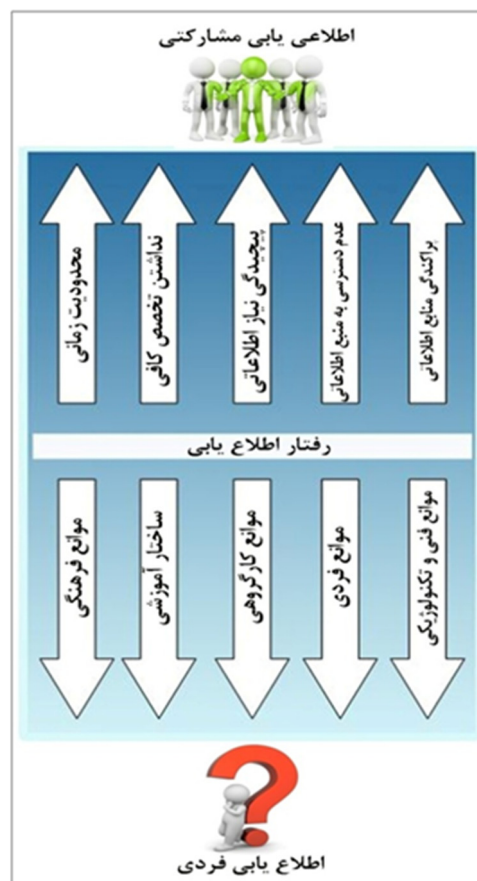 اطلاعی یابی مشارکتی
پراکندگی منابع اطلاعاتی
عدم دسترسی به منبع اطلاعاتی
پیچیدگی نیاز اطلاعاتی
نداشتن تخصص کافی
محدودیت زمانی
رفتار اطلاع یابی
موانع فنی و تکنولوژیکی
موانع فردی
موانع کارگروهی
ساختار آموزشی
موانع فرهنگی
اطلاع یابی فردی